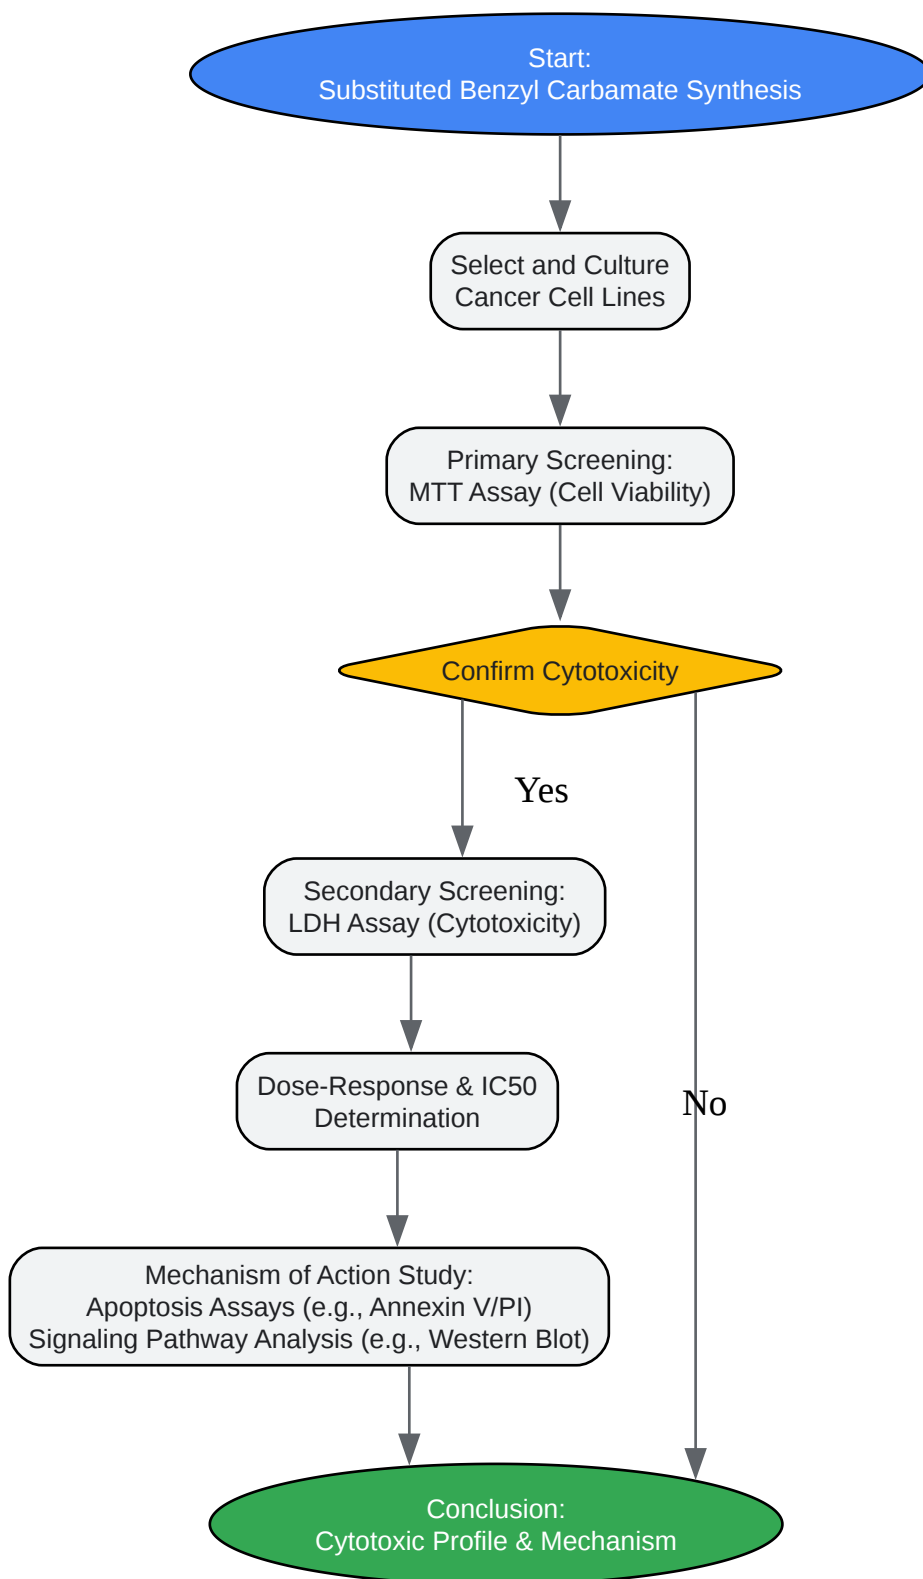 Start:
Substituted Benzyl Carbamate Synthesis
Select and Culture
Cancer Cell Lines
Primary Screening:
MTT Assay (Cell Viability)
Confirm Cytotoxicity
Yes
Secondary Screening:
LDH Assay (Cytotoxicity)
Dose-Response & IC50
Determination
No
Mechanism of Action Study:
Apoptosis Assays (e.g., Annexin V/PI)
Signaling Pathway Analysis (e.g., Western Blot)
Conclusion:
Cytotoxic Profile & Mechanism